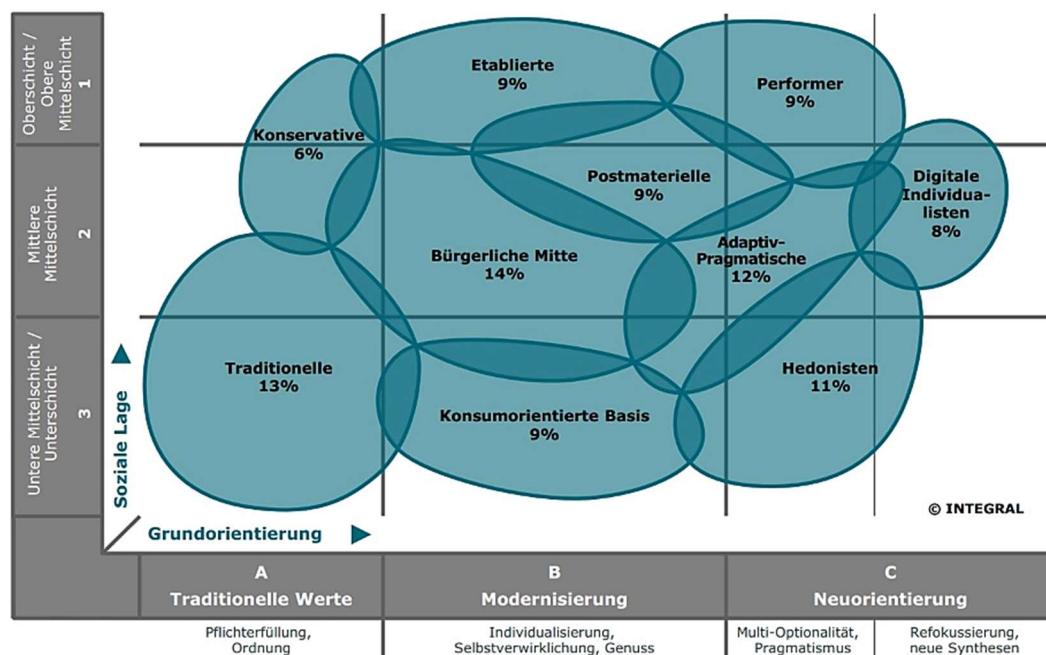 Oberschicht /
Obere
Mittelschicht
1
Mittlere
Mittelschicht
2
Untere Mittelschicht /
Unterschicht
3
Soziale Lage
Etablierte
9%
Performer
9%
Konservative
6%
Postmaterielle
9%
Digitale
Individua-
listen
8%
Bürgerliche Mitte
14%
Adaptiv-
Pragmatische
12%
Traditionelle
13%
Hedonisten
11%
Konsumorientierte Basis
9%
© INTEGRAL
Grundorientierung
A
Traditionelle Werte
B
Modernisierung
C
Neuorientierung
Pflichterfüllung,
Ordnung
Individualisierung,
Selbstverwirklichung, Genuss
Multi-Optionalität,
Pragmatismus
Refokussierung,
neue Synthesen